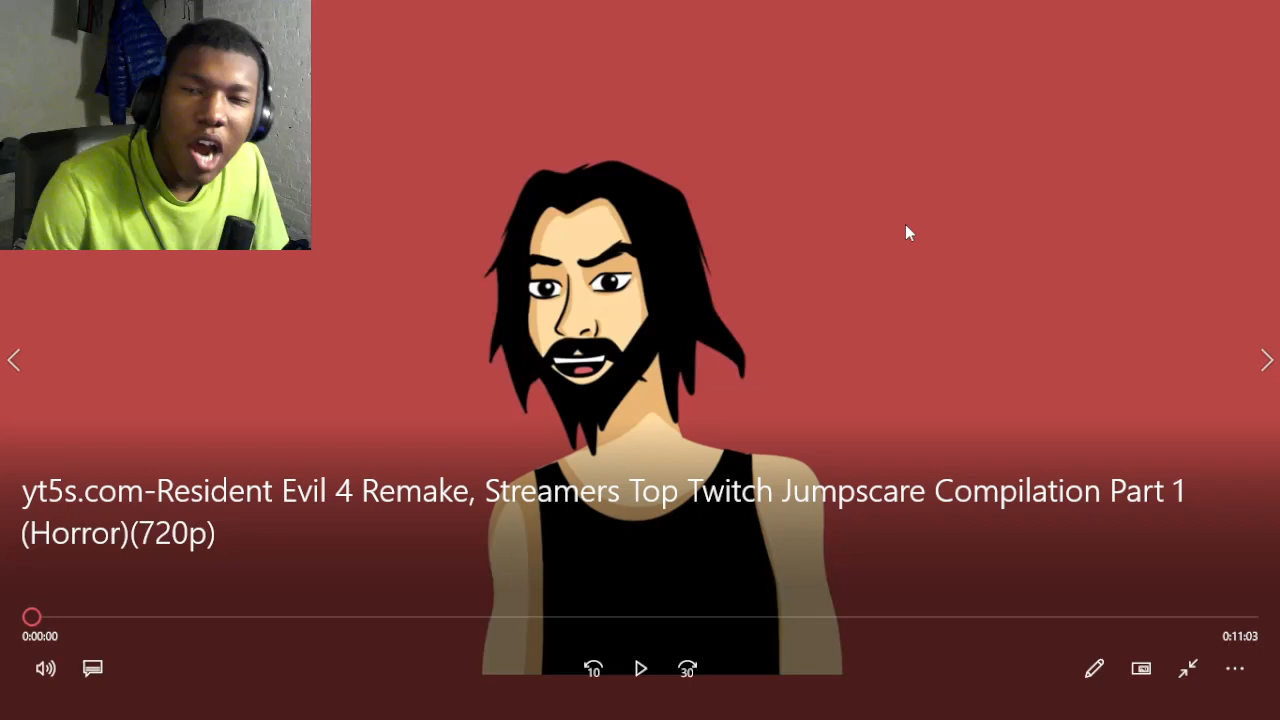 yt5s.com-Resident Evil 4 Remake, Streamers Top Twitch Jumpscare Compilation Part 1
(Horror)(720p)
0:00:00
0:11:03
10
30